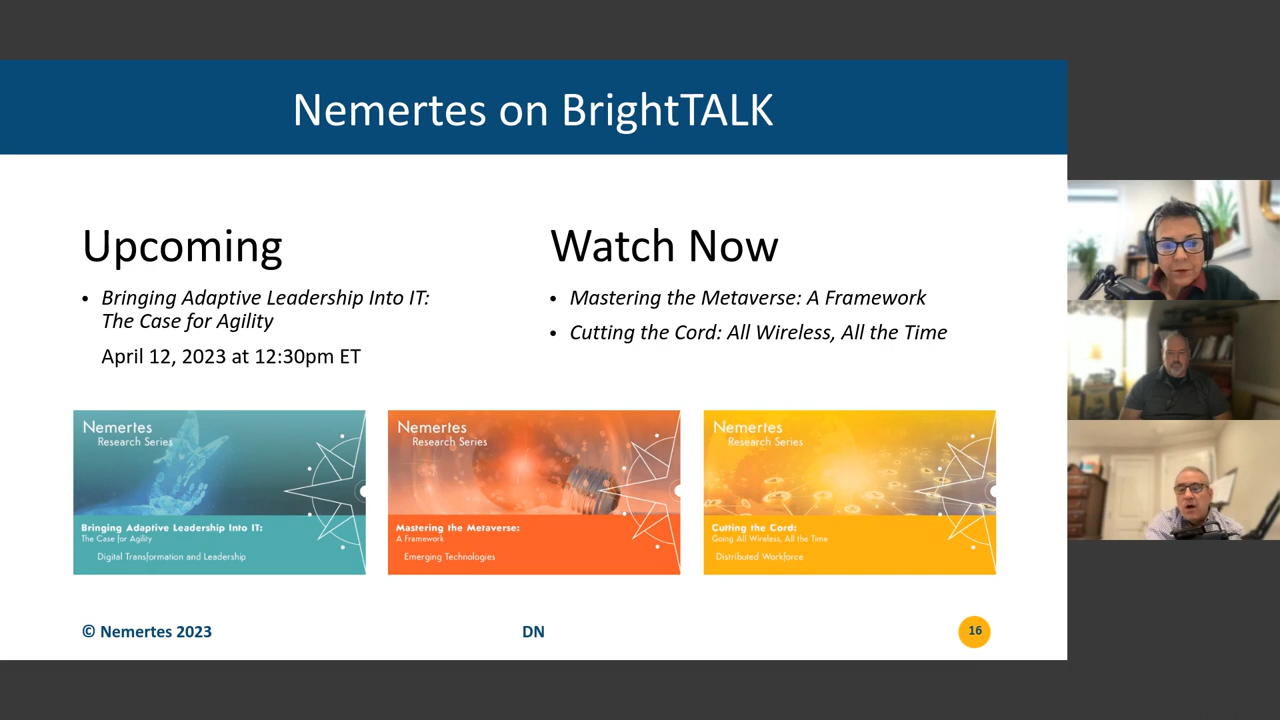 Nemertes on BrightTALK
Upcoming
• Bringing Adaptive Leadership Into IT:
The Case for Agility
April 12, 2023 at 12:30pm ET
Watch Now
• Mastering the Metaverse: A Framework
• Cutting the Cord: All Wireless, All the Time
Nemertes
Research Series
Bringing Adaptive Leadership Into IT:
The Case for Agility
Digital Transformation and Leadership
Nemertes
Research Series
Mastering the Metaverse:
A Framework
Emerging Technologies
Nemertes
Research Series
Cutting the Cord:
Going All Wireless, All the Time
Distributed Workforce
© Nemertes 2023
DN
16